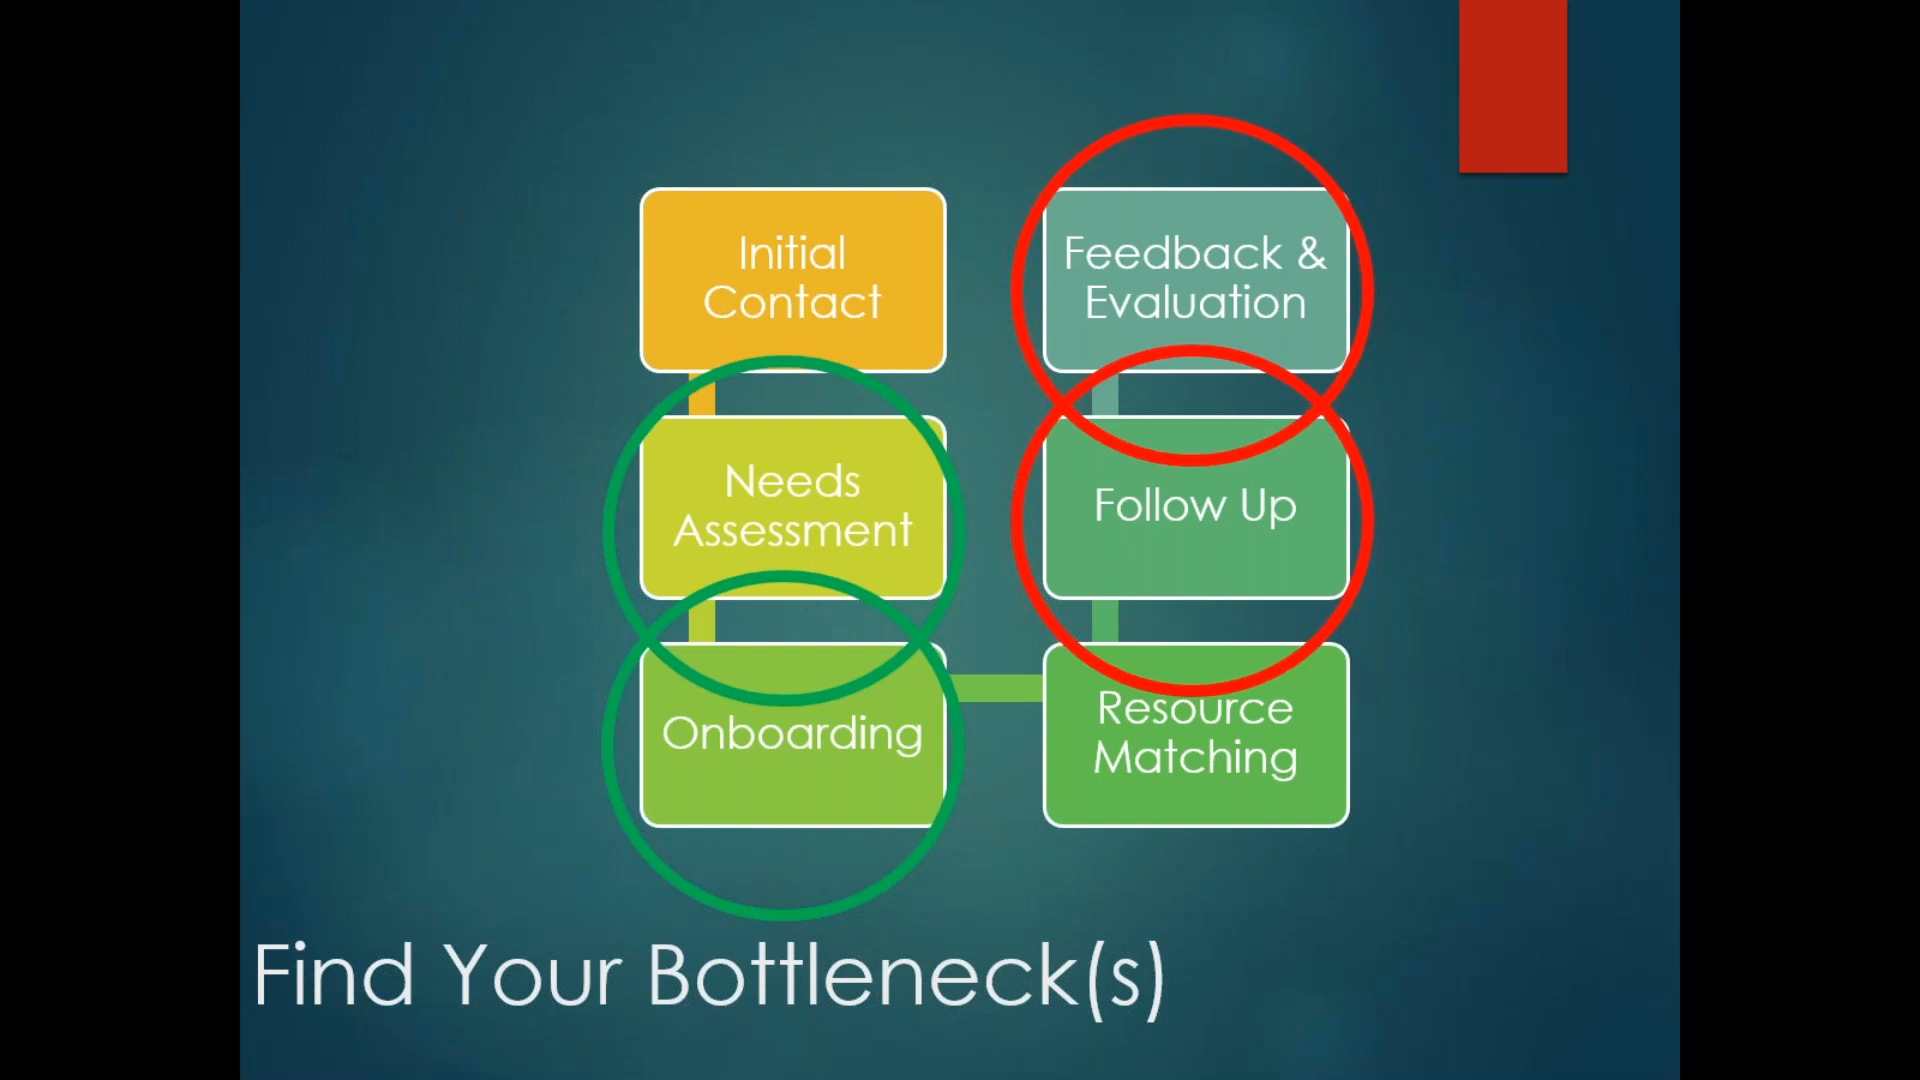 Initial
Contact
Needs
Assessment
Onboarding
Resource
Matching
Follow Up
Feedback &
Evaluation
Find Your Bottleneck(s)